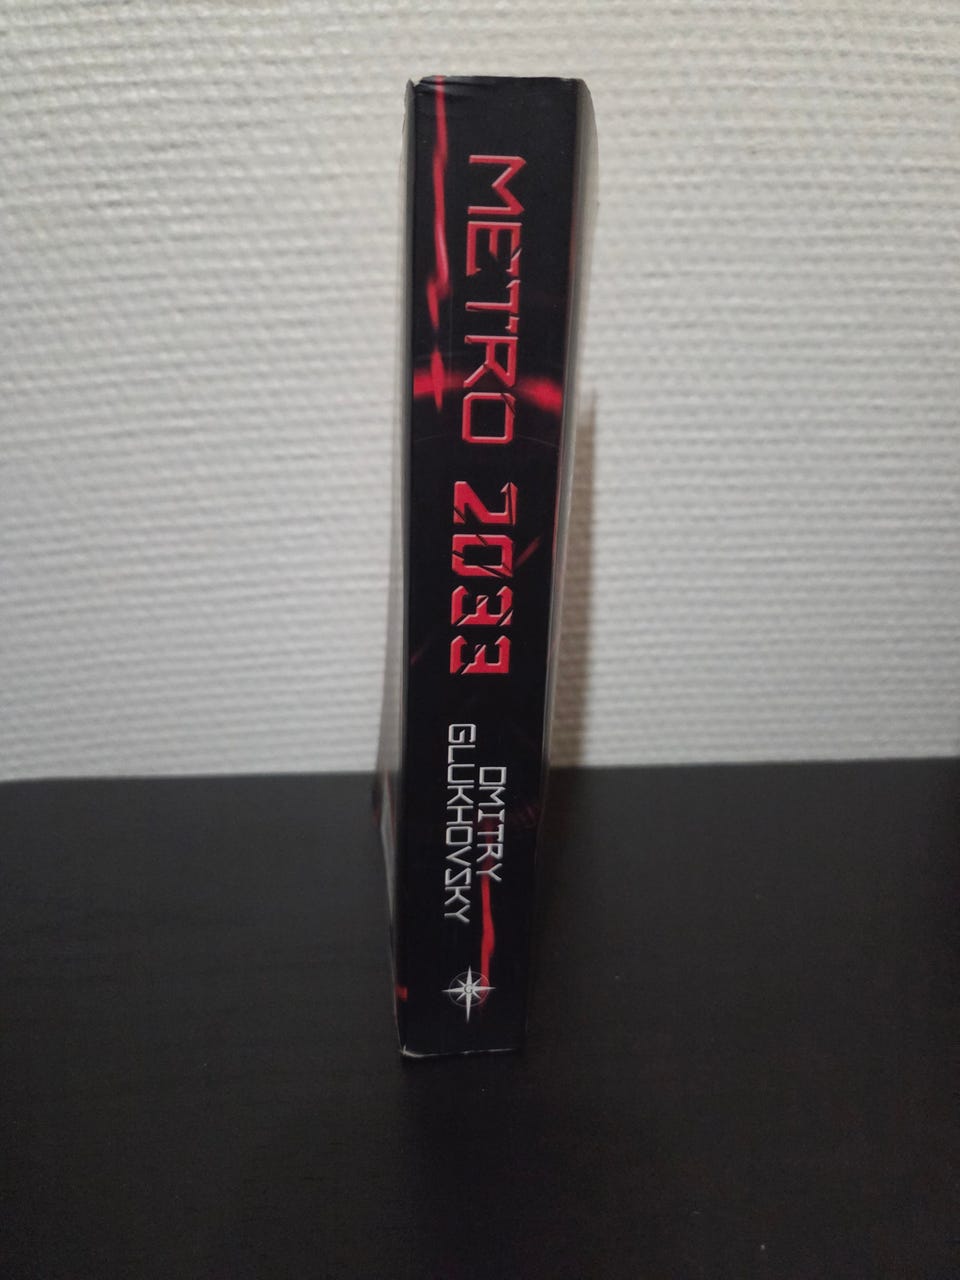 METRO 2033
DMITRY
GLUKHOVSKY
G